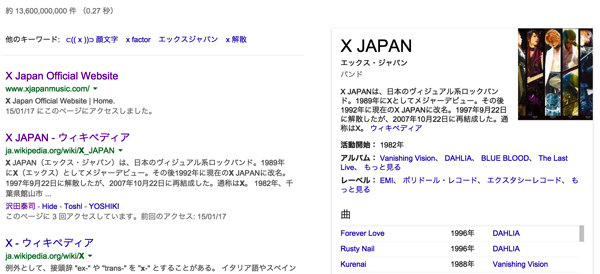 約 13,600,000,000 件 （0.27 秒）
他のキーワード: ⊂(( x ))⊃ 顔文字 x factor エックスジャパン x 解散
X Japan Official Website
www.xjapanmusic.com/
X Japan Official Website | Home.
15/01/17 にこのページにアクセスしました。
X JAPAN - ウィキペディア
ja.wikipedia.org/wiki/X_JAPAN
X JAPAN（エックス・ジャパン）は、日本のヴィジュアル系ロックバンド。1989年
にX（エックス）としてメジャーデビュー。その後1992年に現在のX JAPANに改名。
1997年9月22日に解散したが、2007年10月22日に再結成した。通称はX。 1982年、千
葉県館山市 ...
沢田泰司 - Hide - Toshl - YOSHIKI
このページに 3 回アクセスしています。前回のアクセス: 15/01/17
X - ウィキペディア
ja.wikipedia.org/wiki/X
例外として、接頭辞 "ex-" や "trans-" を "x-" とすることがある。 イタリア語やスペイン
X JAPAN
エックス・ジャパン
バンド
X JAPANは、日本のヴィジュアル系ロックバンド。1989年にXとしてメジャーデビュー。その後1992年に現在のX JAPANに改名。1997年9月22日に解散したが、2007年10月22日に再結成した。通称はX。 ウィキペディア
活動開始： 1982年
アルバム： Vanishing Vision、 DAHLIA、 BLUE BLOOD、 The Last
Live、 もっと見る
レーベル： EMI、 ポリドール・レコード、 エクスタシーレコード、 も
っと見る
曲
Forever Love 1996年 DAHLIA
Rusty Nail 1996年 DAHLIA
Kurenai 1988年 Vanishing Vision